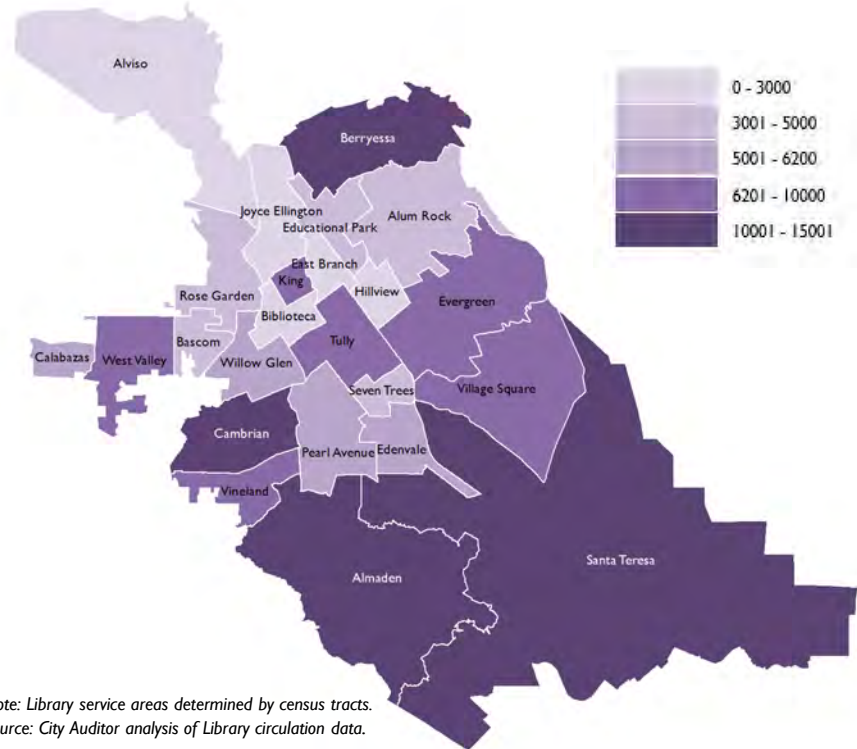 Alviso
0 - 3000
3001 - 5000
5001 - 6200
6201 - 10000
10001 - 15001
Berryessa
Joyce Ellington
Educational Park
Alum Rock
East Branch
King
Hillview
Evergreen
Rose Garden
Biblioteca
Bascom
Tully
Calabazas
West Valley
Willow Glen
Seven Trees
Village Square
Cambrian
Pearl Avenue
Edenvale
Vineland
Santa Teresa
Almaden
ote: Library service areas determined by census tracts.
urce: City Auditor analysis of Library circulation data.